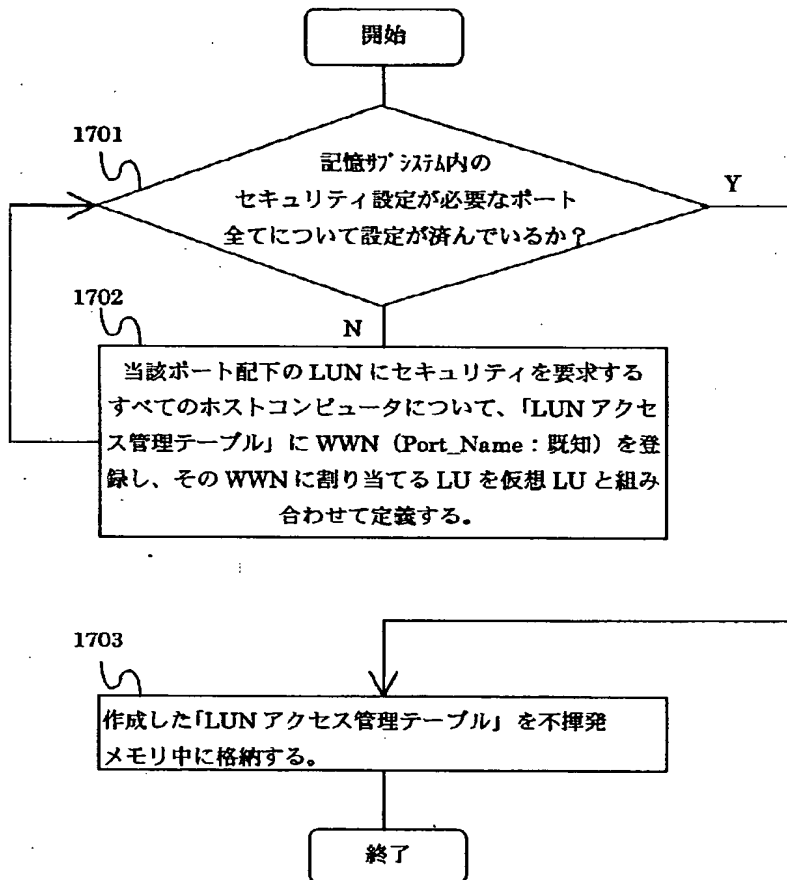 開始
1701
記憶ｻﾌﾞｼｽﾃﾑ内の
セキュリティ設定が必要なポート
全てについて設定が済んでいるか？
Y
1702
N
当該ポート配下の LUN にセキュリティを要求する
すべてのホストコンピュータについて、「LUN アクセ
ス管理テーブル」に WWN（Port_Name：既知）を登
録し、その WWN に割り当てる LU を仮想 LU と組み
合わせて定義する。
1703
作成した「LUN アクセス管理テーブル」を不揮発
メモリ中に格納する。
終了